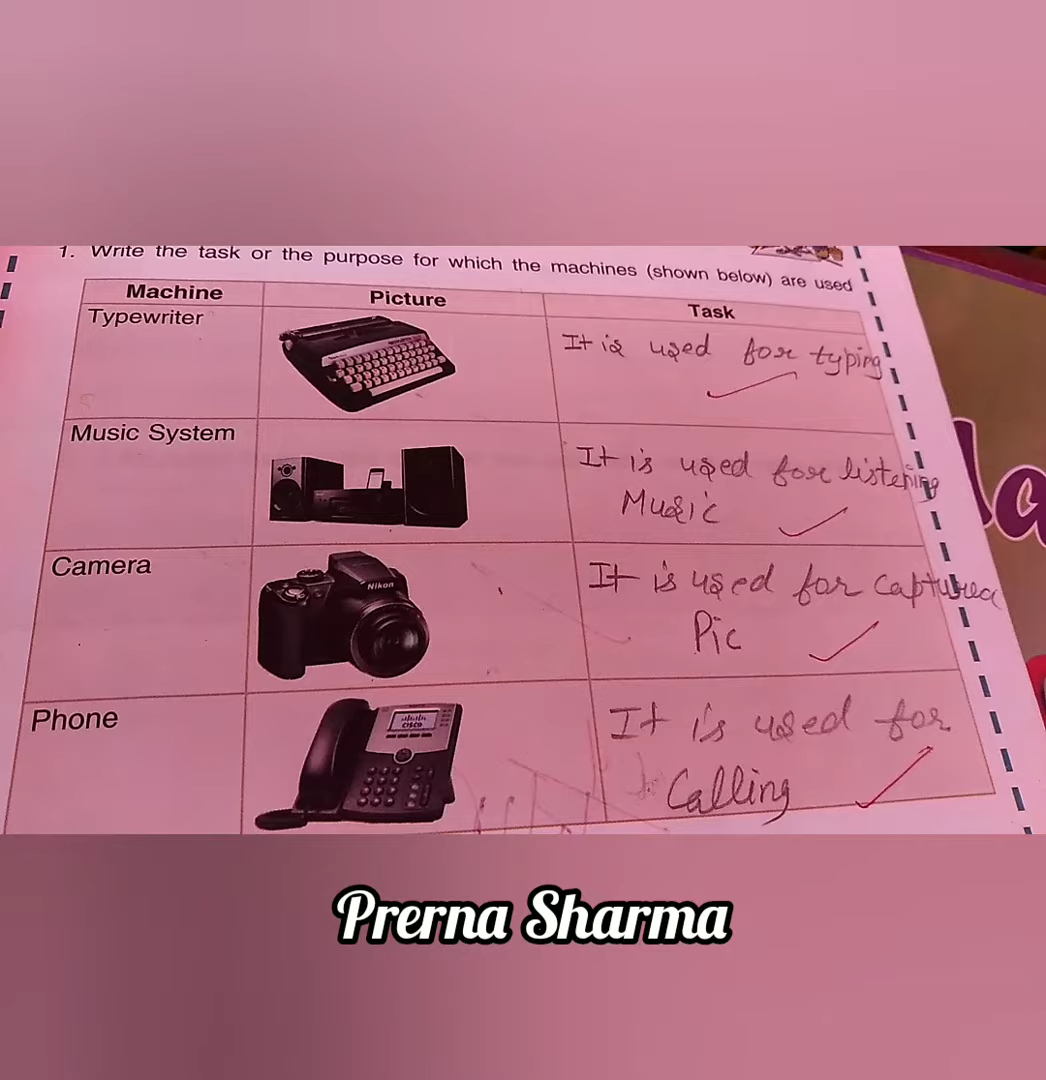 1. Write the task or the purpose for which the machines (shown below) are used
Machine
Picture
Task
Typewriter
It is used for typing
Music System
It is used for listening
Music
Camera
Nikon
It is used for captured
Pic
Phone
CISCO
It is used for
Calling
Prerna Sharma